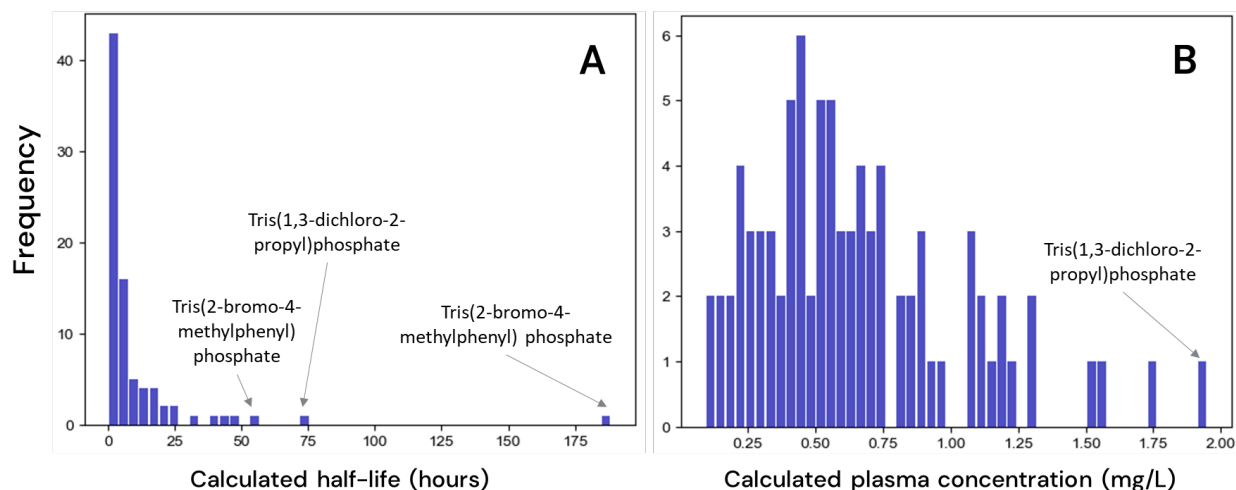 A
Frequency
40
30
20
10
0
Tris(1,3-dichloro-2-
propyl)phosphate
Tris(2-bromo-4-
methylphenyl)
phosphate
Tris(2-bromo-4-
methylphenyl) phosphate
0 25 50 75 100 125 150 175
Calculated half-life (hours)
B
6
5
4
3
2
1
0
Tris(1,3-dichloro-2-
propyl)phosphate
0.25 0.50 0.75 1.00 1.25 1.50 1.75 2.00
Calculated plasma concentration (mg/L)